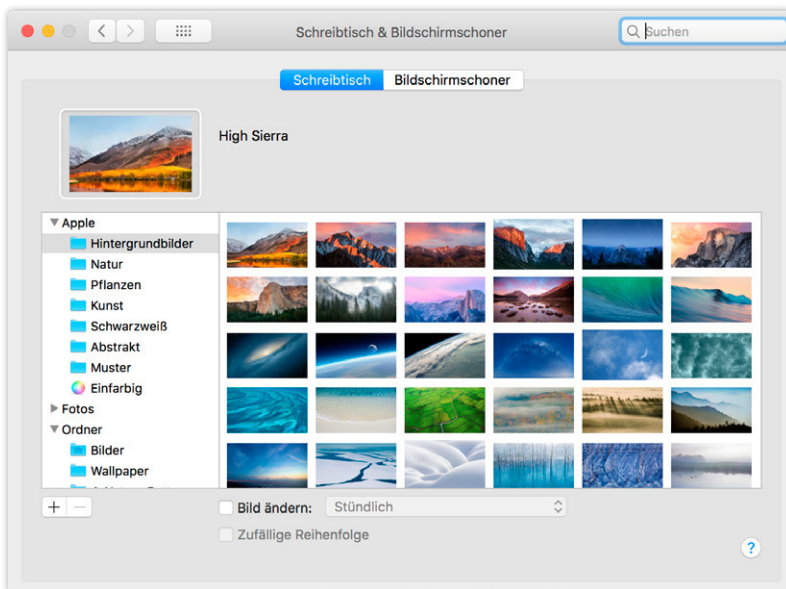 Schreibtisch & Bildschirmschoner
Suchen
Schreibtisch
Bildschirmschoner
High Sierra
Apple
Hintergrundbilder
Natur
Pflanzen
Kunst
Schwarzweiß
Abstrakt
Muster
Einfarbig
Fotos
Ordner
Bilder
Wallpaper
Bild ändern:
Stündlich
Zufällige Reihenfolge
?